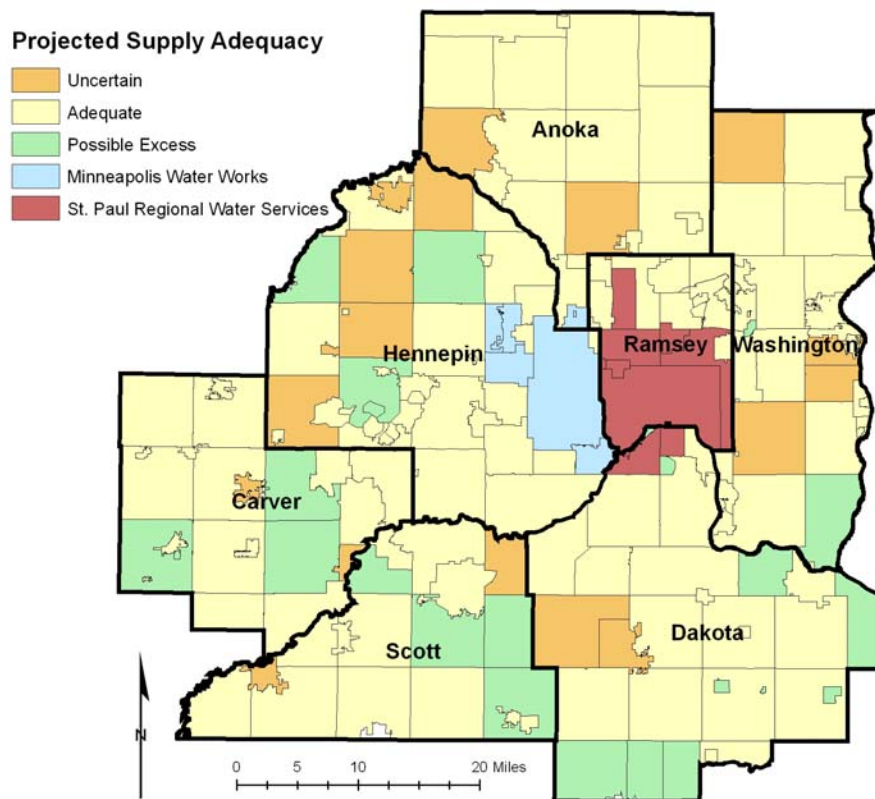 Projected Supply Adequacy
Uncertain
Adequate
Possible Excess
Minneapolis Water Works
St. Paul Regional Water Services
Anoka
Hennepin
Ramsey
Washington
Carver
Scott
Dakota
N
0 5 10 20 Miles